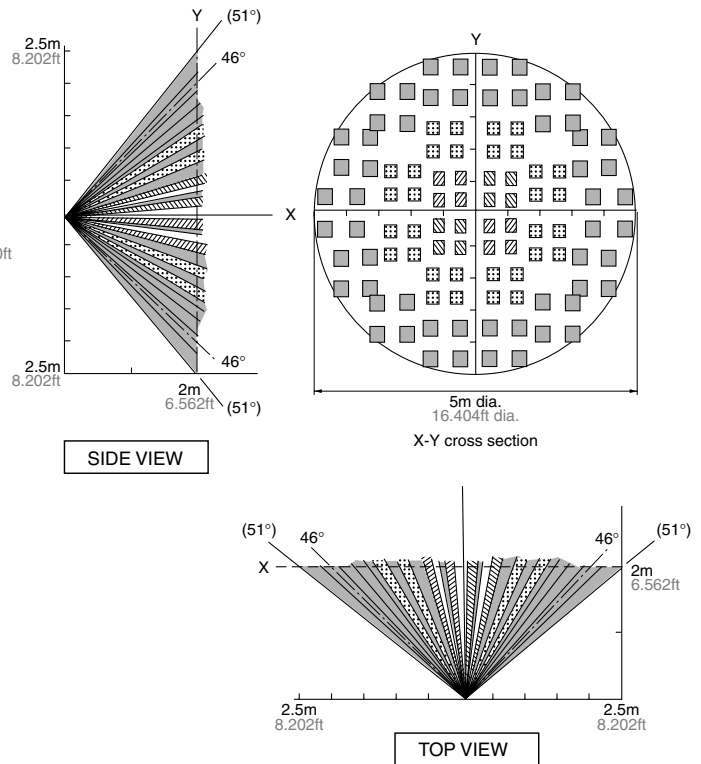 Y
(51°)
2.5m
8.202ft
46°
X
0ft
2.5m
8.202ft
46°
2m
6.562ft
(51°)
SIDE VIEW
Y
5m dia.
16.404ft dia.
X-Y cross section
(51°)
46°
X
46°
(51°)
2m
6.562ft
2.5m
8.202ft
2.5m
8.202ft
TOP VIEW